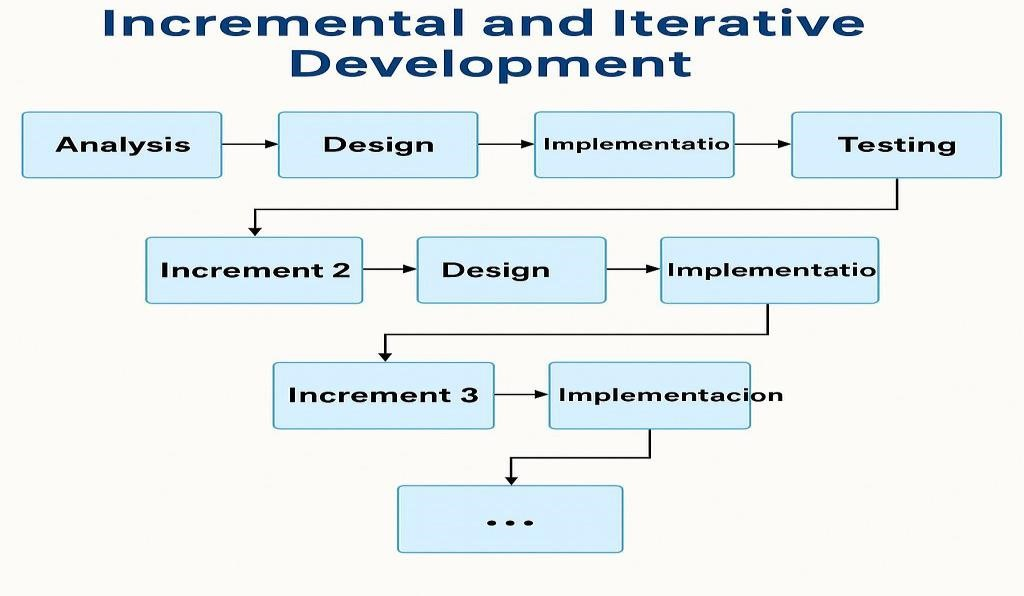 Incremental and Iterative
Development
Analysis
Design
Implementatio
Testing
Increment 2
Design
Implementatio
Increment 3
Implementacion
...